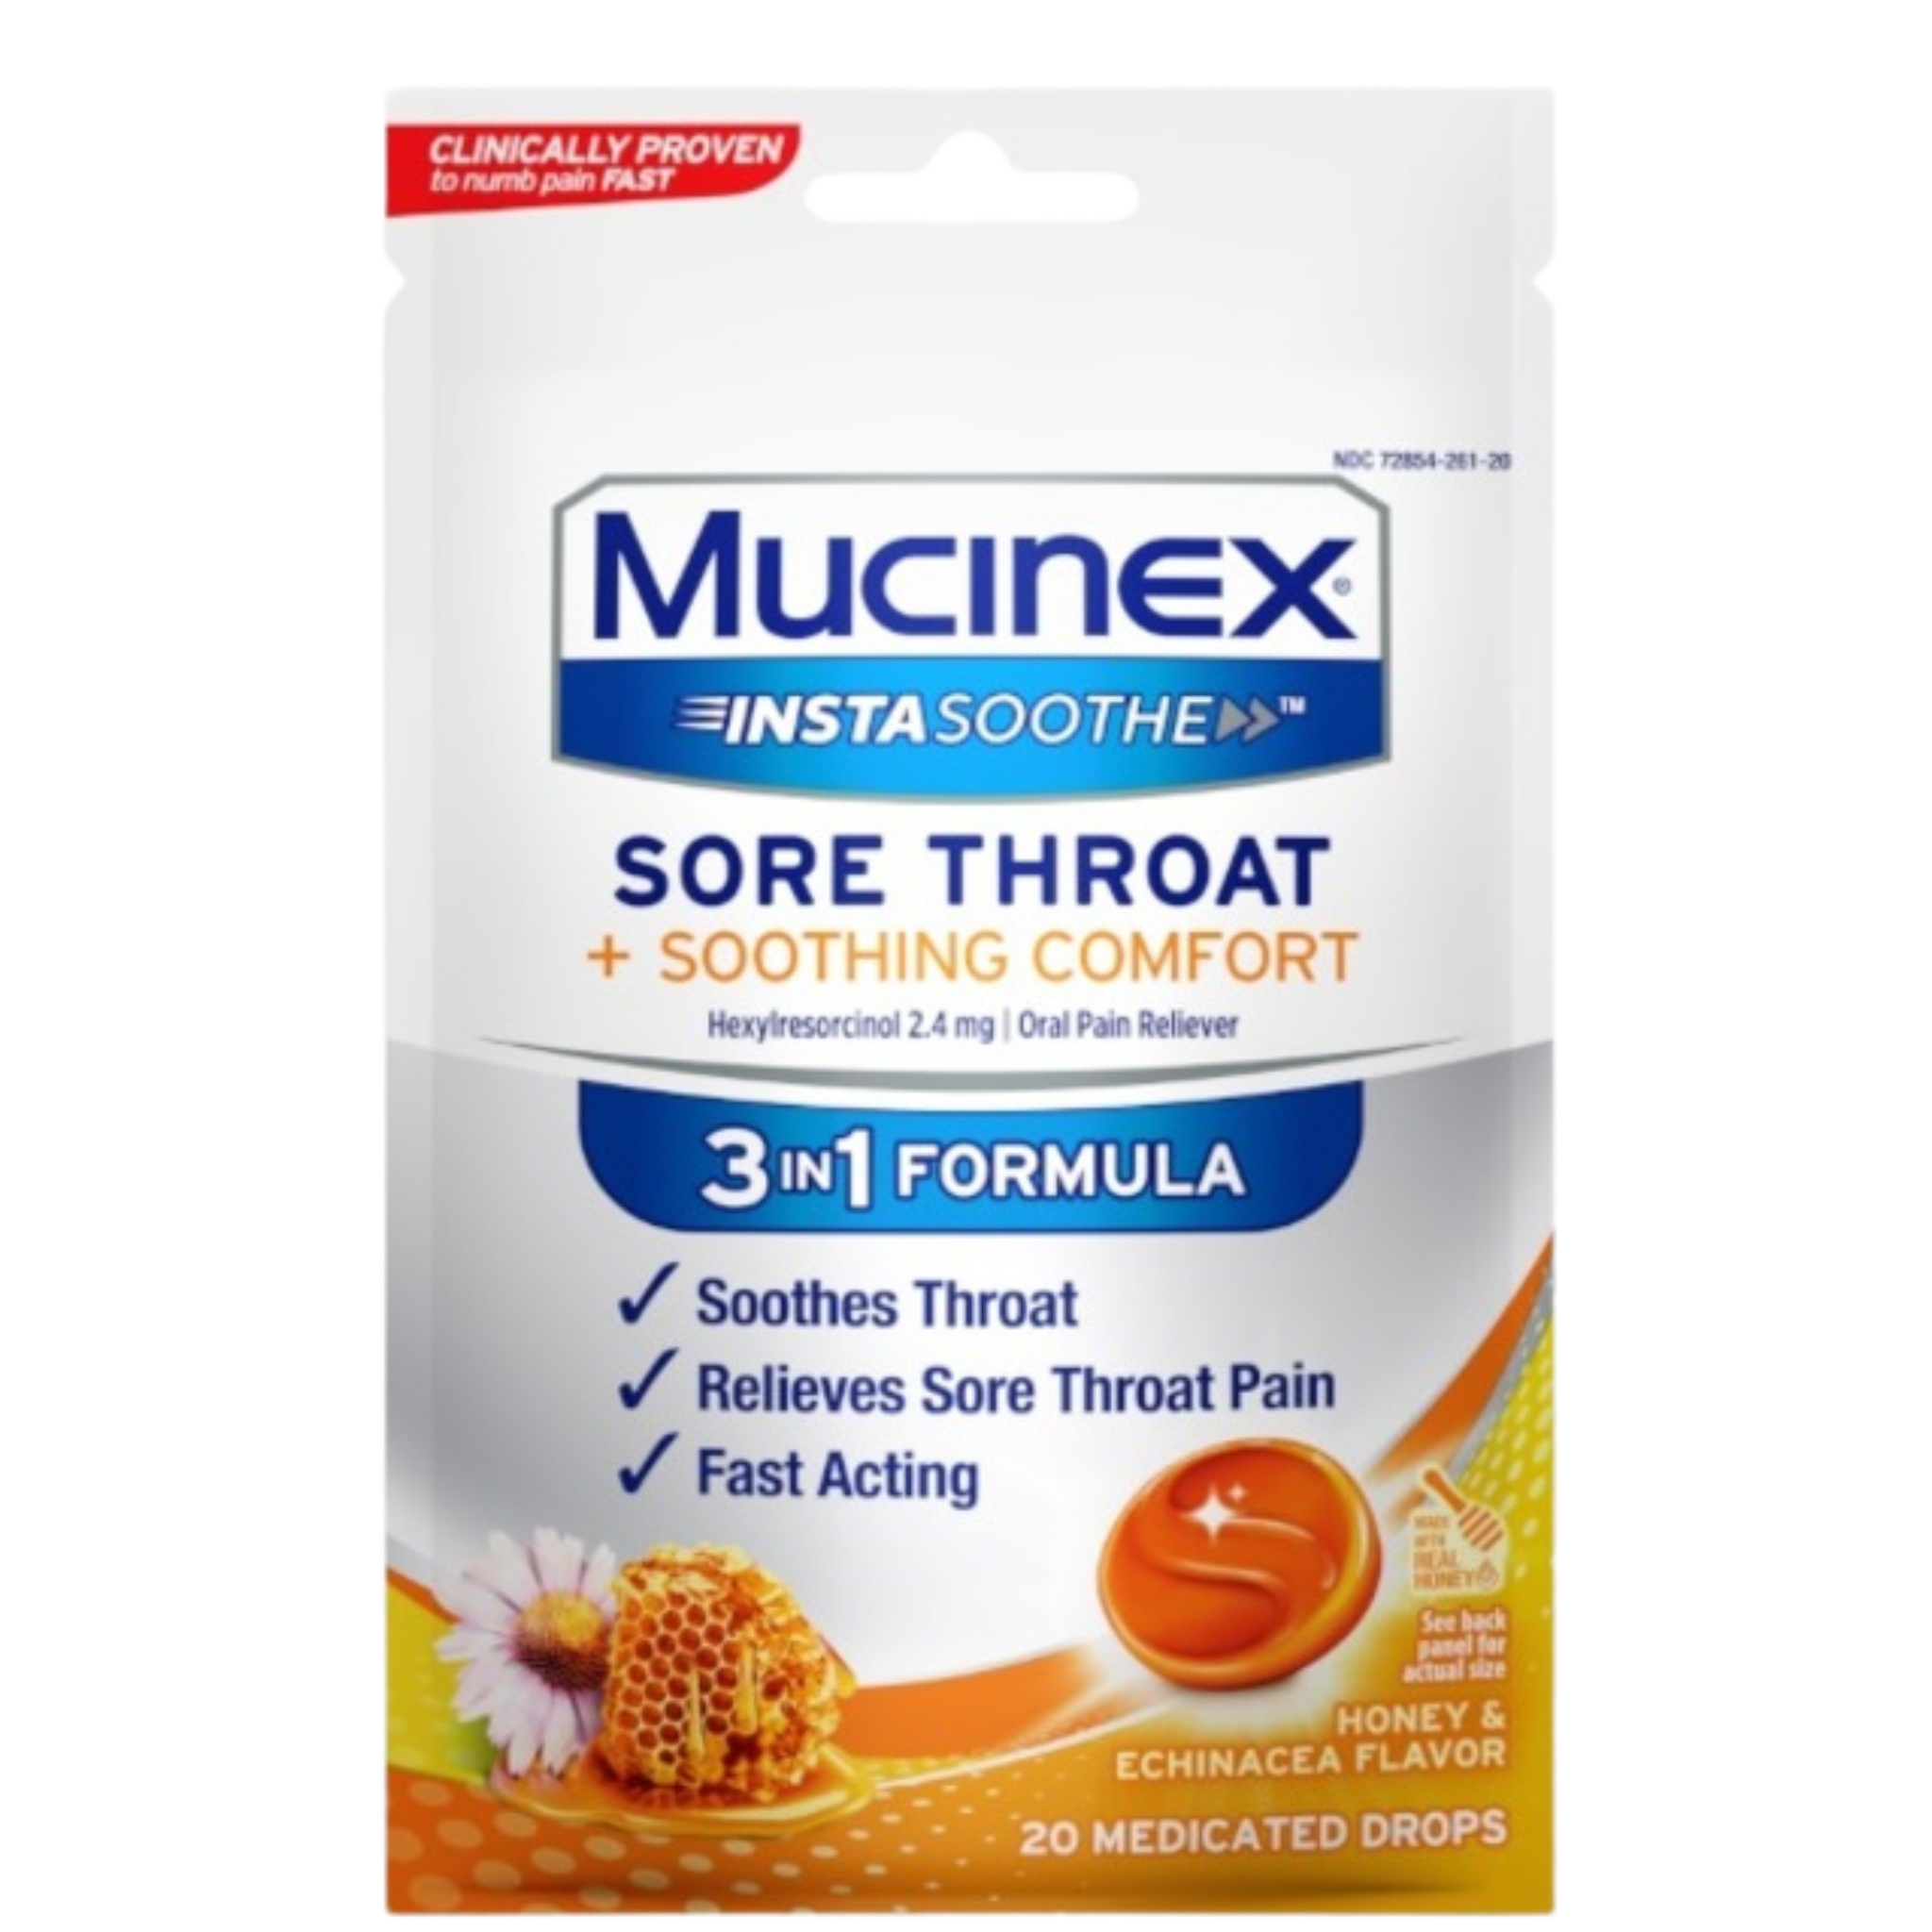 CLINICALLY PROVEN
to numb pain FAST
NDC 72854-261-20
Mucinex®
INSTASOOTHE™
SORE THROAT
+ SOOTHING COMFORT
Hexylresorcinol 2.4 mg | Oral Pain Reliever
3 IN 1 FORMULA
✓ Soothes Throat
✓ Relieves Sore Throat Pain
✓ Fast Acting
MADE
WITH
REAL
HONEY
See back
panel for
actual size
HONEY &
ECHINACEA FLAVOR
20 MEDICATED DROPS